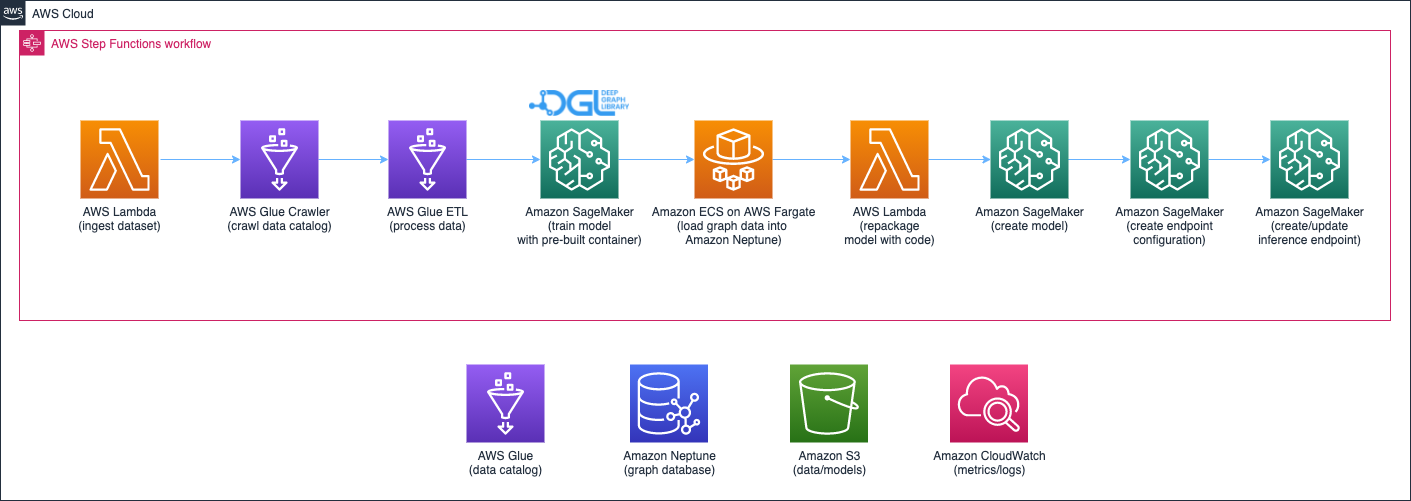 aws
AWS Cloud
AWS Step Functions workflow
DGL
DEEP
GRAPH
LIBRARY
AWS Lambda
(ingest dataset)
AWS Glue Crawler
(crawl data catalog)
AWS Glue ETL
(process data)
Amazon SageMaker
(train model
with pre-built container)
Amazon ECS on AWS Fargate
(load graph data into
Amazon Neptune)
AWS Lambda
(repackage
model with code)
Amazon SageMaker
(create model)
Amazon SageMaker
(create endpoint
configuration)
Amazon SageMaker
(create/update
inference endpoint)
AWS Glue
(data catalog)
Amazon Neptune
(graph database)
Amazon S3
(data/models)
Amazon CloudWatch
(metrics/logs)